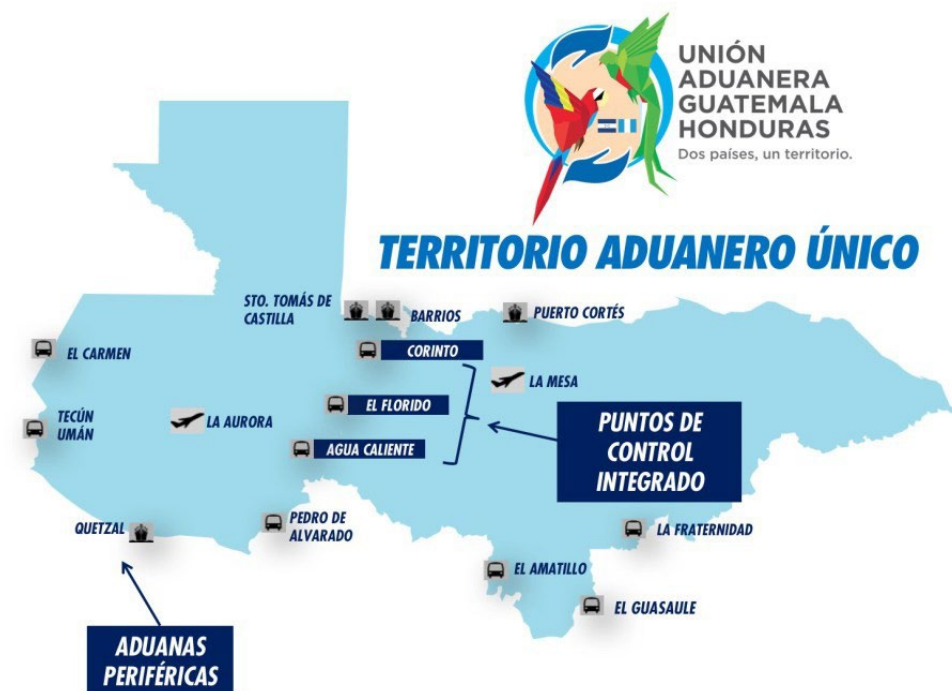 UNIÓN
ADUANERA
GUATEMALA
HONDURAS
Dos países, un territorio.
TERRITORIO ADUANERO ÚNICO
STO. TOMÁS DE
CASTILLA
BARRIOS
PUERTO CORTÉS
EL CARMEN
CORINTO
LA MESA
TECÚN
UMÁN
LA AURORA
EL FLORIDO
AGUA CALIENTE
PUNTOS DE
CONTROL
INTEGRADO
QUETZAL
PEDRO DE
ALVARADO
LA FRATERNIDAD
EL AMATILLO
EL GUASAULE
ADUANAS
PERIFÉRICAS